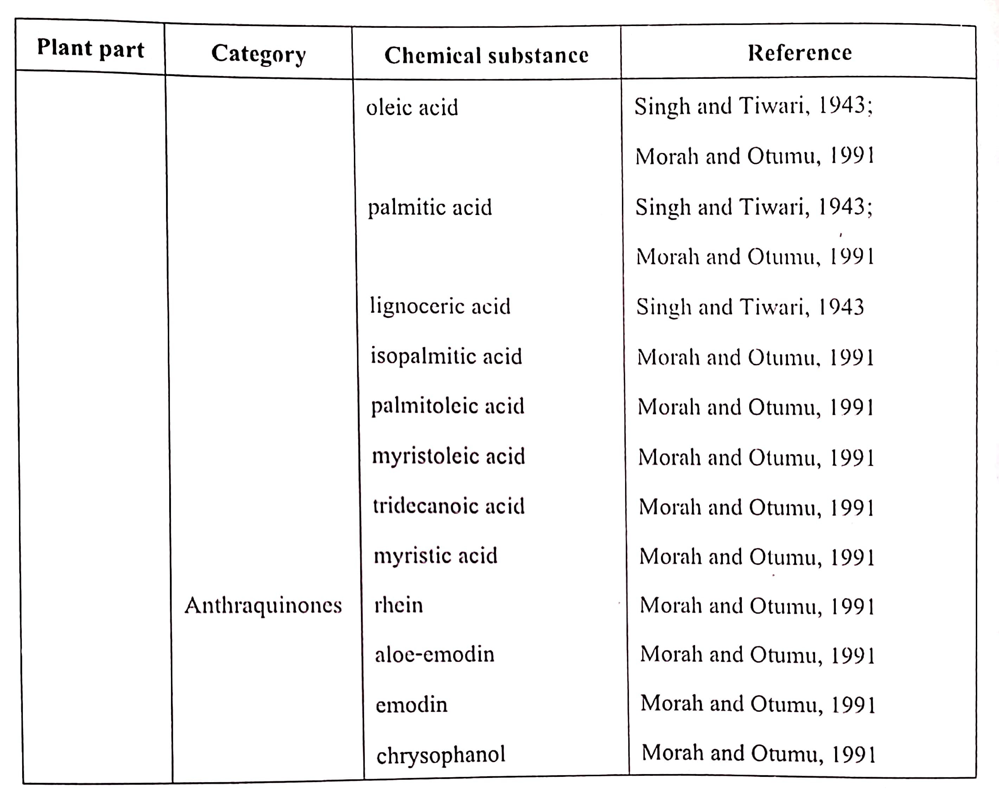 Plant part Category Chemical substance Reference
oleic acid Singh and Tiwari, 1943;
Morah and Otumu, 1991
palmitic acid Singh and Tiwari, 1943;
Morah and Otumu, 1991
lignoceric acid Singh and Tiwari, 1943
isopalmitic acid Morah and Otumu, 1991
palmitoleic acid Morah and Otumu, 1991
myristoleic acid Morah and Otumu, 1991
tridecanoic acid Morah and Otumu, 1991
myristic acid Morah and Otumu, 1991
Anthraquinones rhein Morah and Otumu, 1991
aloe-emodin Morah and Otumu, 1991
emodin Morah and Otumu, 1991
chrysophanol Morah and Otumu, 1991